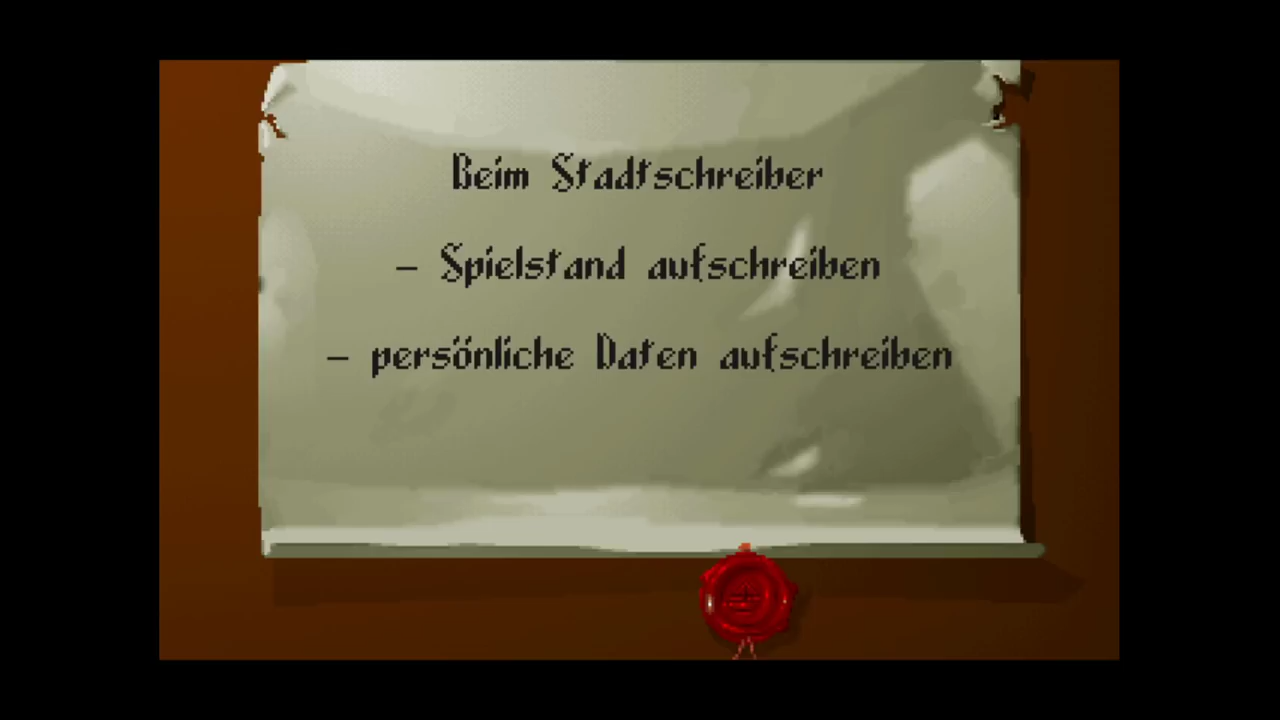 Beim Stadtschreiber
- Spielstand aufschreiben
- persönliche Daten aufschreiben